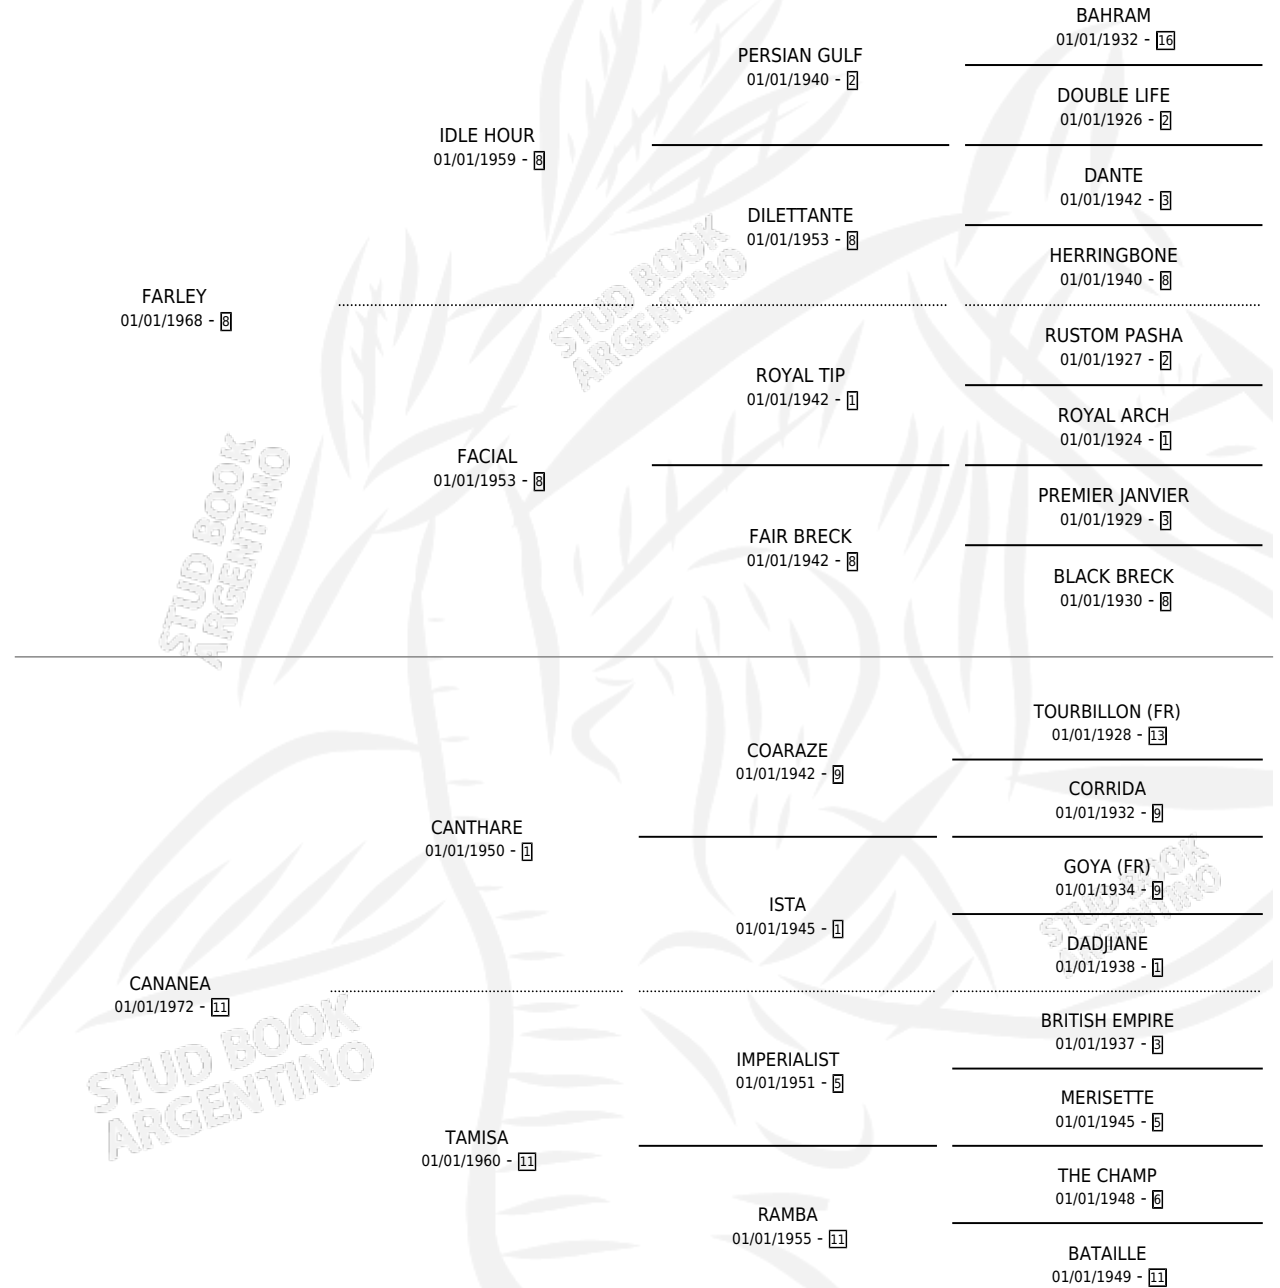 BAHRAM
01/01/1932 - 16
PERSIAN GULF
01/01/1940 - 2
DOUBLE LIFE
01/01/1926 - 2
IDLE HOUR
01/01/1959 - 8
DANTE
01/01/1942 - 3
DILETTANTE
01/01/1953 - 8
HERRINGBONE
01/01/1940 - 8
STUD BOOK
ARGENTINO
FARLEY
01/01/1968 - 8
RUSTOM PASHA
01/01/1927 - 2
ROYAL TIP
01/01/1942 - 1
ROYAL ARCH
01/01/1924 - 1
FACIAL
01/01/1953 - 8
PREMIER JANVIER
01/01/1929 - 3
FAIR BRECK
01/01/1942 - 8
BLACK BRECK
01/01/1930 - 8
STUD BOOK
ARGENTINO
TOURBILLON (FR)
01/01/1928 - 13
COARAZE
01/01/1942 - 9
CORRIDA
01/01/1932 - 9
CANTHARE
01/01/1950 - 1
GOYA (FR)
01/01/1934 - 9
ISTA
01/01/1945 - 1
DADJIANE
01/01/1938 - 1
STUD BOOK
ARGENTINO
CANANEA
01/01/1972 - 11
BRITISH EMPIRE
01/01/1937 - 3
IMPERIALIST
01/01/1951 - 5
MERISETTE
01/01/1945 - 5
STUD BOOK
ARGENTINO
TAMISA
01/01/1960 - 11
THE CHAMP
01/01/1948 - 6
RAMBA
01/01/1955 - 11
BATAILLE
01/01/1949 - 11